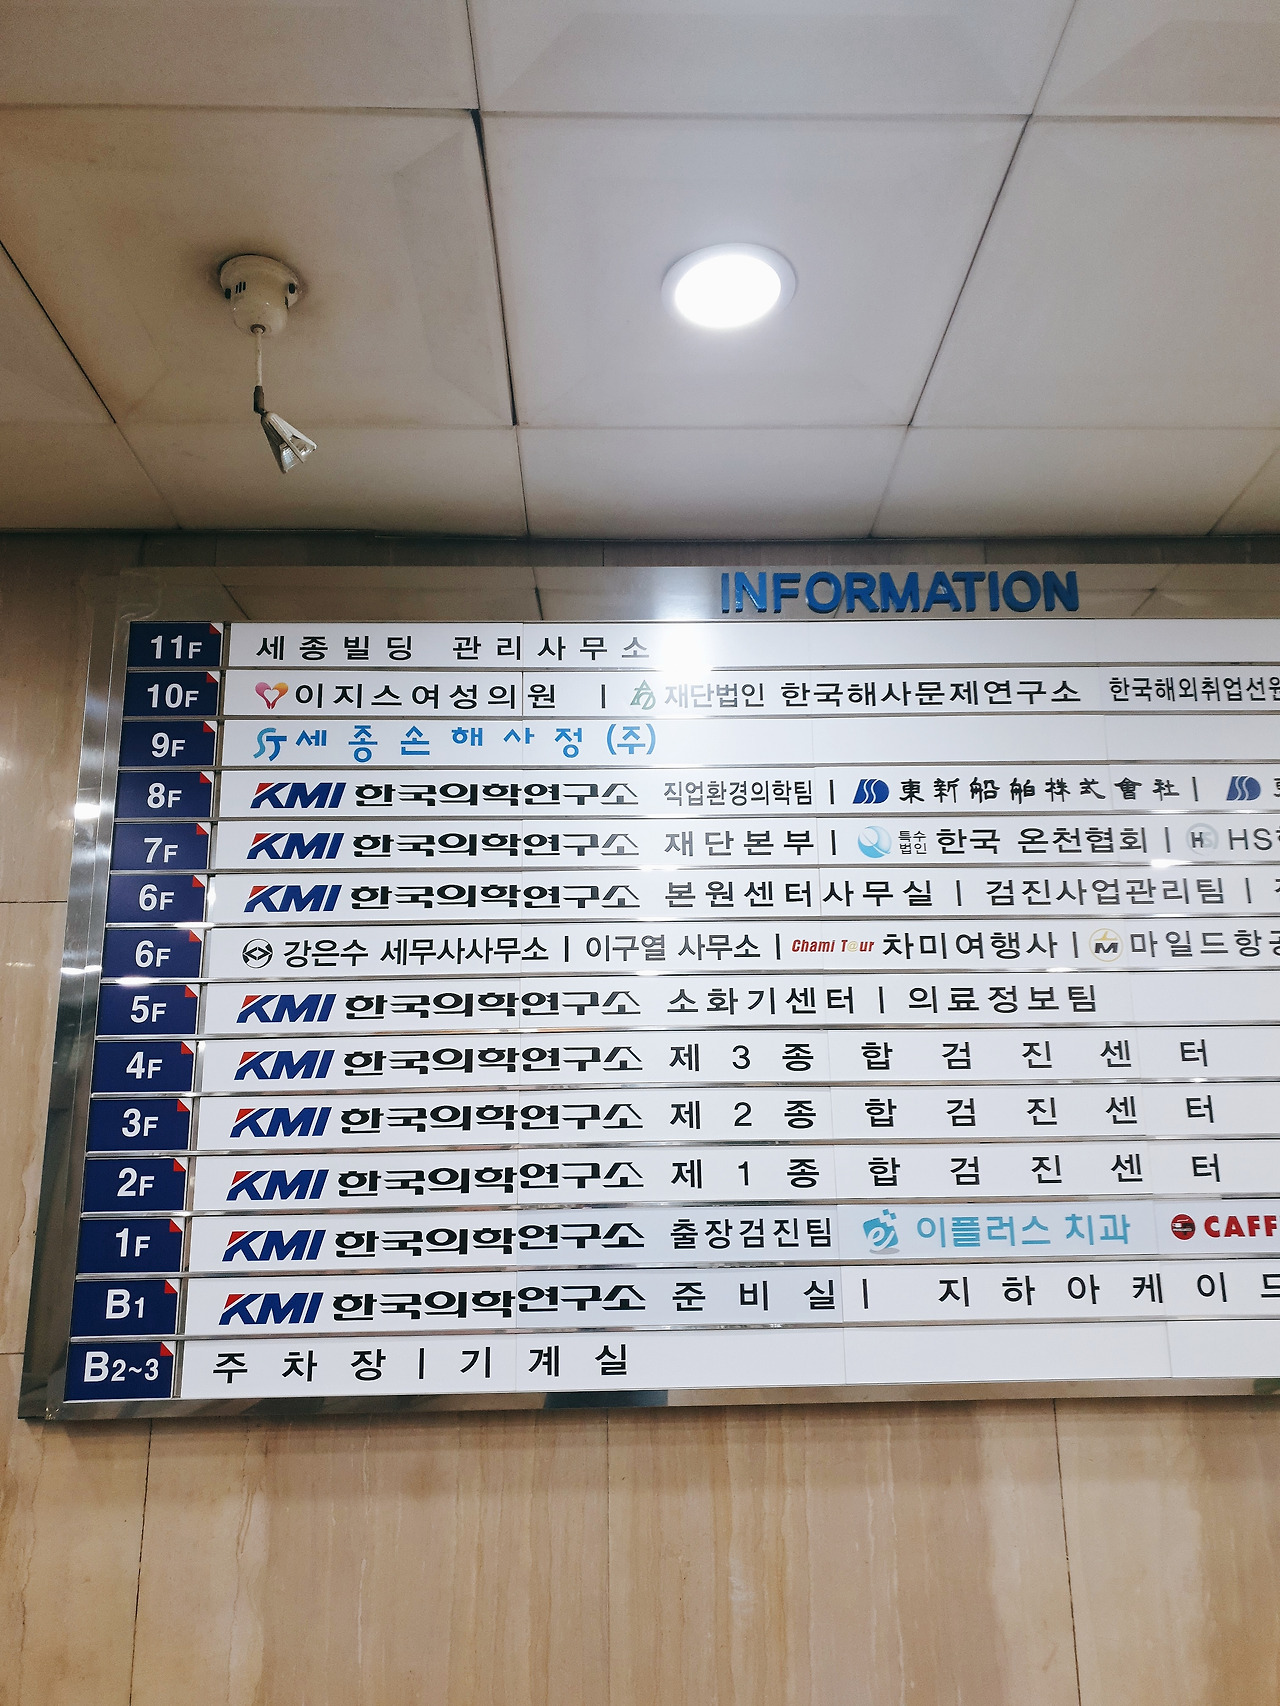 INFORMATION
11F 세종빌딩 관리사무소
10F 이지스여성의원 | 재단법인 한국해사문제연구소 한국해외취업선원
9F 세종손해사정 (주)
8F KMI 한국의학연구소 직업환경의학팀 | 東新船舶株式會社 |
7F KMI 한국의학연구소 재단본부 | 특수법인 한국 온천협회 | HS HS
6F KMI 한국의학연구소 본원센터사무실 | 검진사업관리팀 |
6F 강은수 세무사사무소 | 이구열 사무소 | Chami T@ur 차미여행사 | M 마일드항공
5F KMI 한국의학연구소 소화기센터 | 의료정보팀
4F KMI 한국의학연구소 제3종합검진센터
3F KMI 한국의학연구소 제2종합검진센터
2F KMI 한국의학연구소 제1종합검진센터
1F KMI 한국의학연구소 출장검진팀 e 이플러스 치과 CAFF
B1 KMI 한국의학연구소 준비실 | 지하아케이드
B2~3 주차장 | 기계실